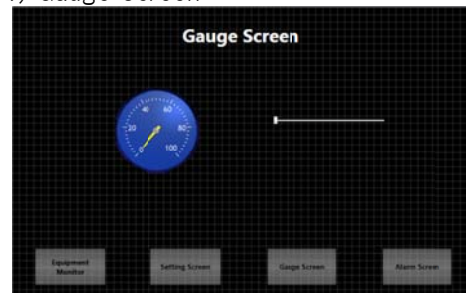 Gauge Screen
40 60
20 80
0 100
Equipment
Monitor
Setting Screen
Gauge Screen
Alarm Screen